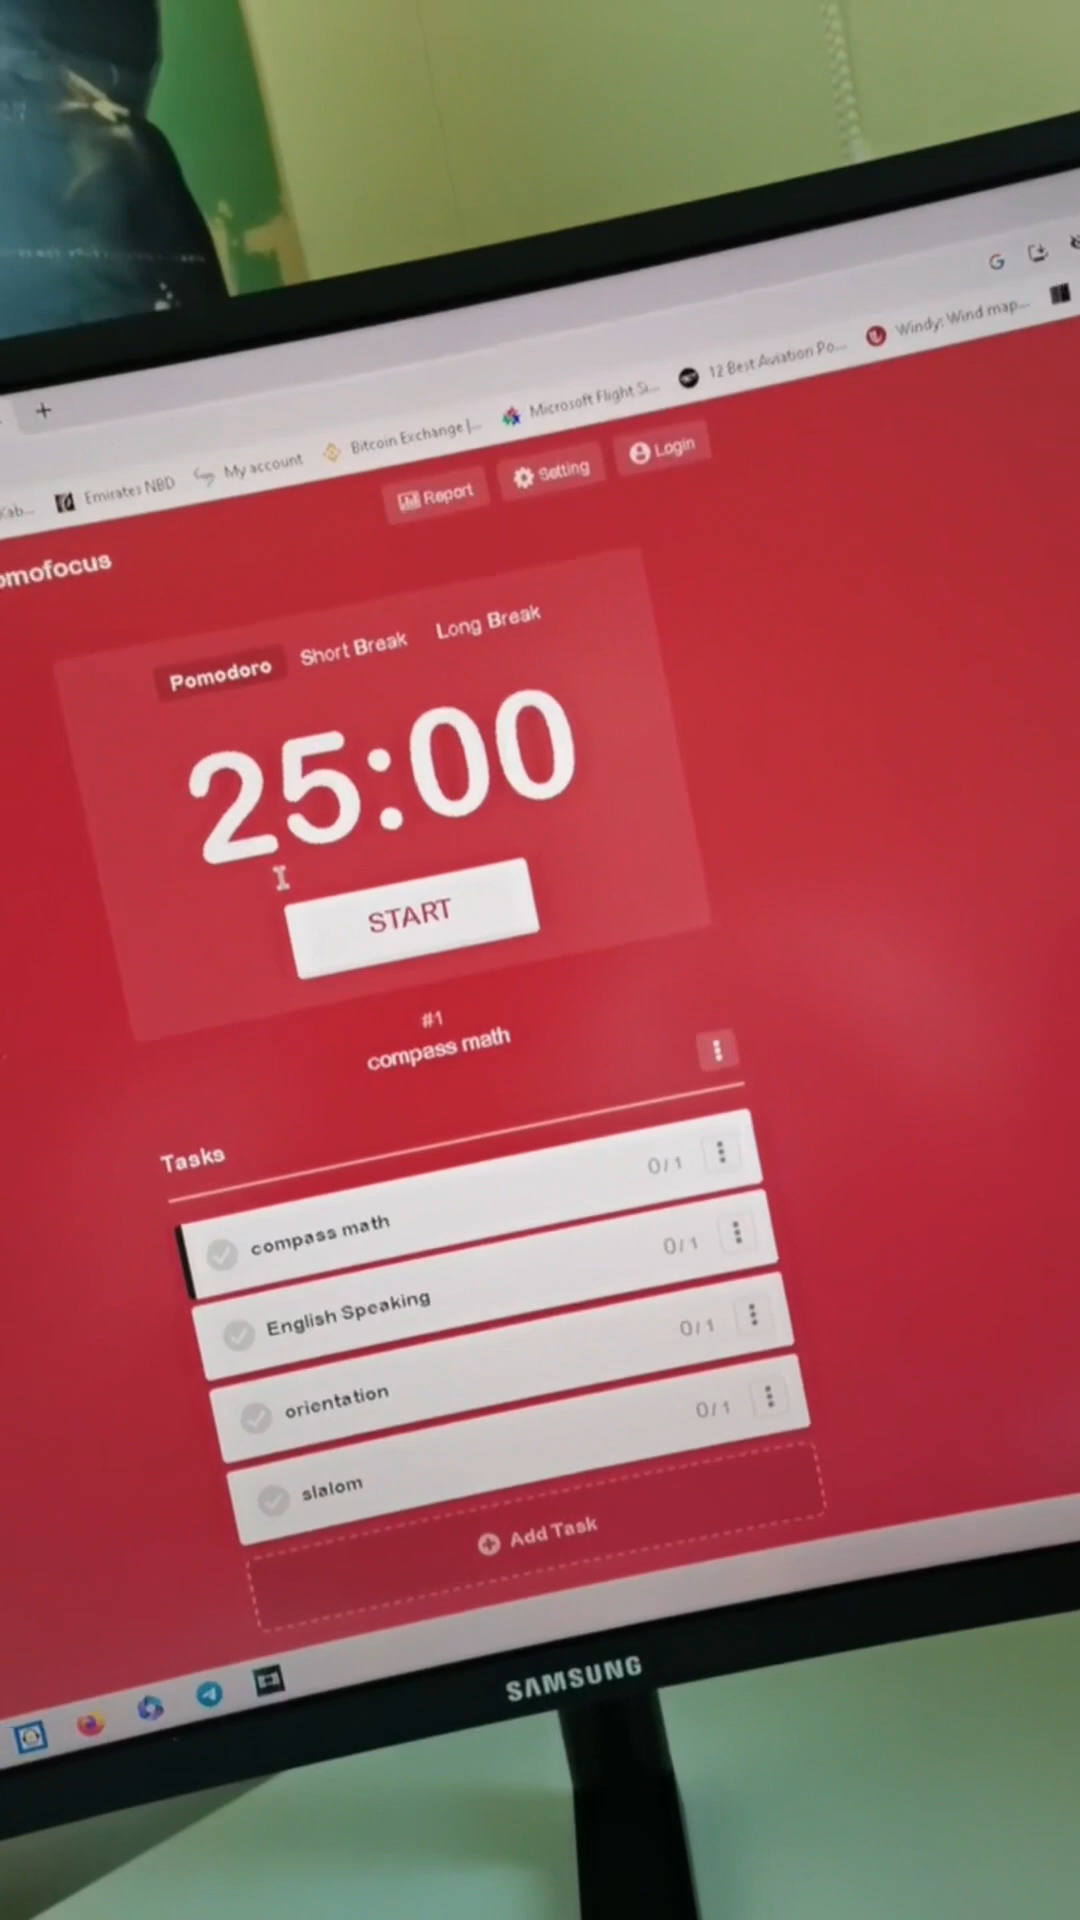 Windy: Wind map...
12 Best Aviation Po...
Microsoft Flight Si...
Bitcoin Exchange |...
My account
Emirates NBD
Kab...
Report
Setting
Login
omofocus
Pomodoro
Short Break
Long Break
25:00
START
#1
compass math
Tasks
compass math 0/1
English Speaking 0/1
orientation 0/1
slalom 0/1
Add Task
SAMSUNG